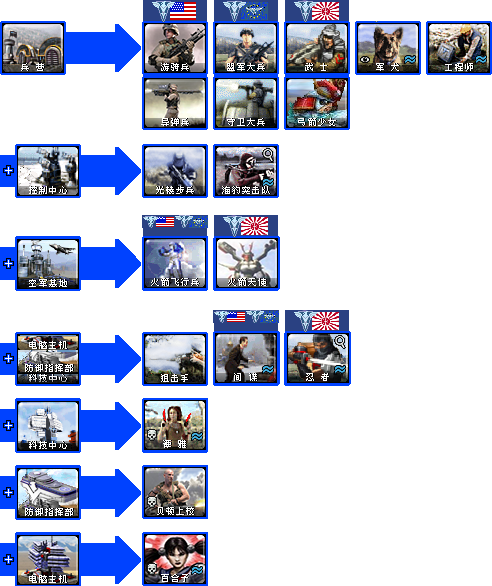 兵 营
游骑兵
盟军大兵
武 士
军 犬
工程师
导弹兵
守卫大兵
弓箭少女
+
控制中心
光棱步兵
海豹突击队
+
空军基地
火箭飞行兵
火箭天使
+
电脑主机
防御指挥部
科技中心
狙击手
间 谍
忍 者
+
科技中心
谭 雅
+
防御指挥部
贝顿上校
+
电脑主机
百合子